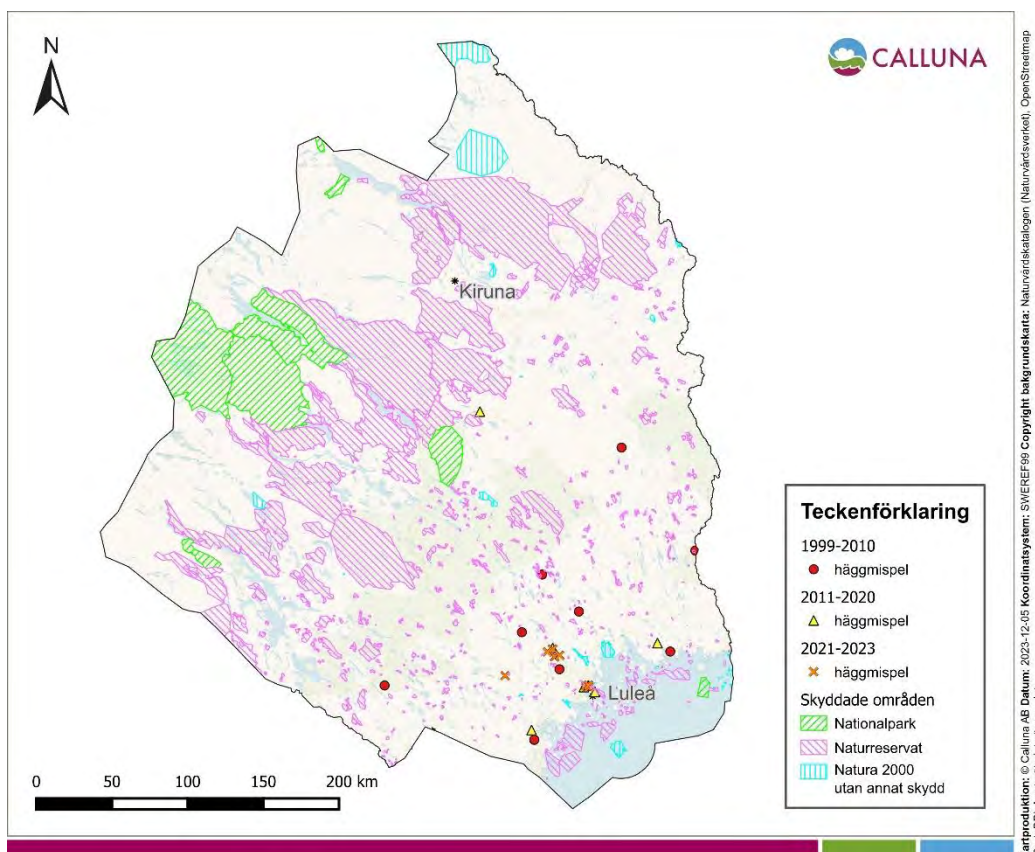 N
CALLUNA
Kiruna
Luleå
Teckenförklaring
1999-2010
häggmispel
2011-2020
häggmispel
2021-2023
häggmispel
Skyddade områden
Nationalpark
Naturreservat
Natura 2000
utan annat skydd
0 50 100 150 200 km
artproduktion: © Calluna AB Datum: 2023-12-05 Koordinatsystem: SWEREF99 Copyright bakgrundskarta: Naturvårdskatalogen (Naturvårdsverket), OpenStreetmap